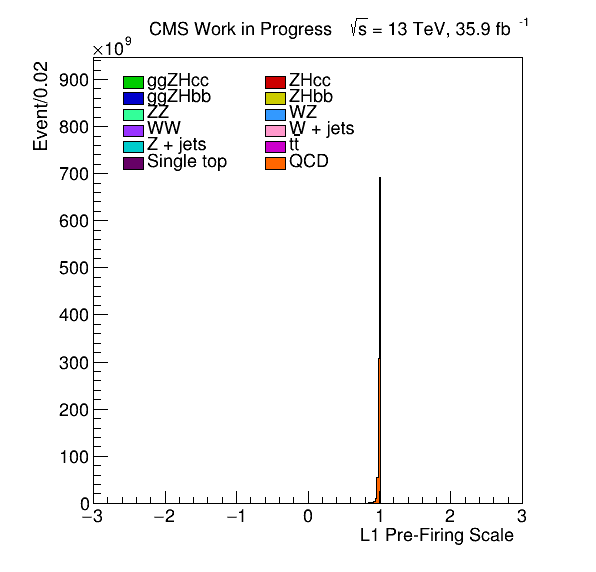 CMS Work in Progress √s = 13 TeV, 35.9 fb⁻¹
×10⁹
Event/0.02
900
800
700
600
500
400
300
200
100
0
ggZHcc ZHcc
ggZHbb ZHbb
ZZ WZ
WW W + jets
Z + jets tt̄
Single top QCD
−3 −2 −1 0 1 2 3
L1 Pre-Firing Scale